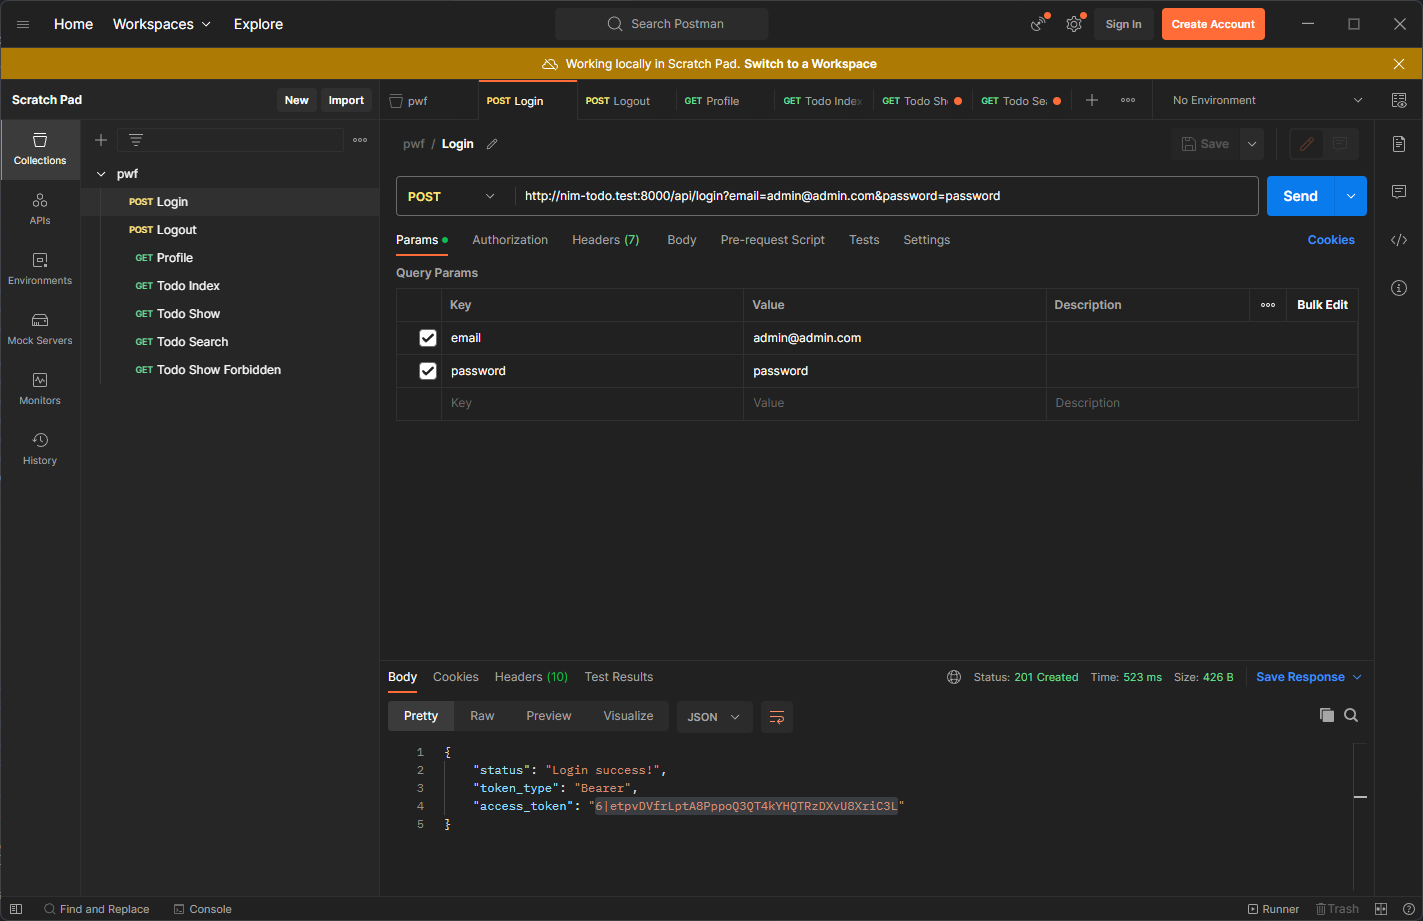 Home Workspaces Explore Search Postman Sign In Create Account
Working locally in Scratch Pad. Switch to a Workspace
Scratch Pad New Import
pwf POST Login POST Logout GET Profile GET Todo Index GET Todo Sh GET Todo Se No Environment
Collections
APIs
Environments
Mock Servers
Monitors
History
pwf
POST Login
POST Logout
GET Profile
GET Todo Index
GET Todo Show
GET Todo Search
GET Todo Show Forbidden
pwf / Login Save
POST http://nim-todo.test:8000/api/login?email=admin@admin.com&password=password Send
Params Authorization Headers (7) Body Pre-request Script Tests Settings Cookies
Query Params
Key Value Description Bulk Edit
email admin@admin.com
password password
Key Value Description
Body Cookies Headers (10) Test Results Status: 201 Created Time: 523 ms Size: 426 B Save Response
Pretty Raw Preview Visualize JSON
1 {
2 "status": "Login success!",
3 "token_type": "Bearer",
4 "access_token": "6|etpvDVfrLptA8PppoQ3QT4kYHQTRzDXvU8XriC3L"
5 }
Find and Replace Console Runner Trash